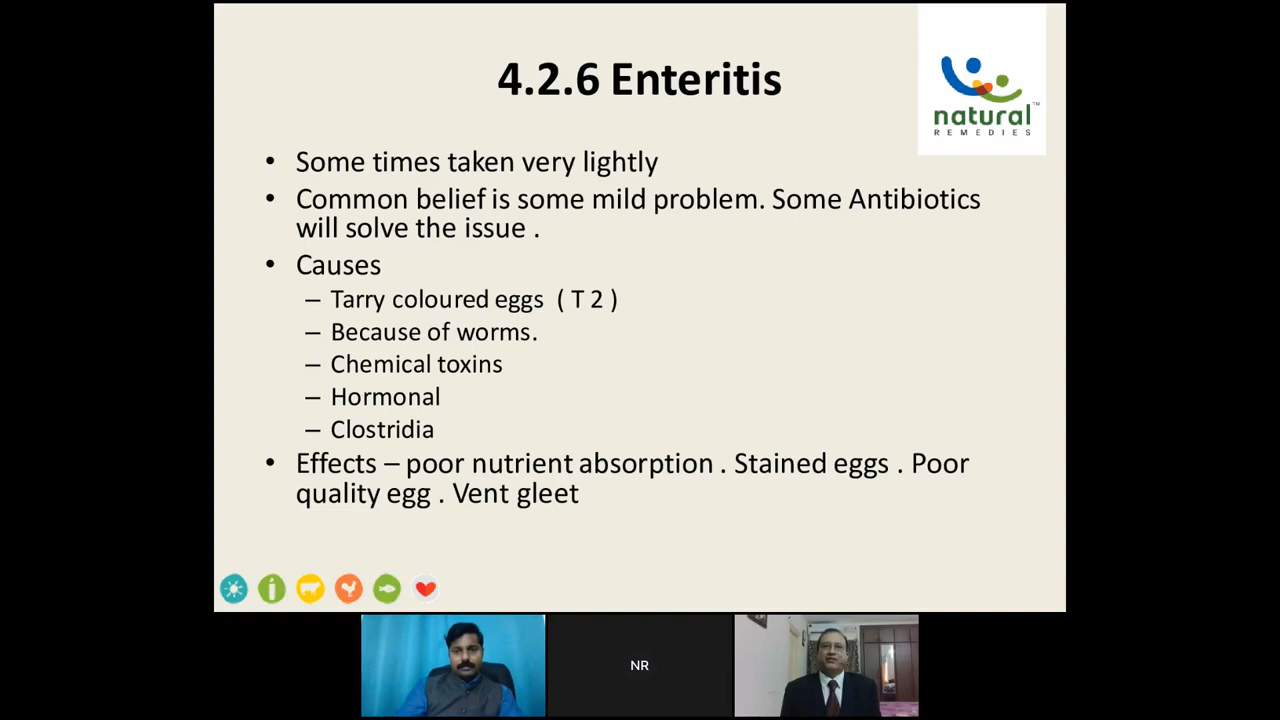 4.2.6 Enteritis
natural™
REMEDIES
• Some times taken very lightly
• Common belief is some mild problem. Some Antibiotics
will solve the issue .
• Causes
– Tarry coloured eggs ( T 2 )
– Because of worms.
– Chemical toxins
– Hormonal
– Clostridia
• Effects – poor nutrient absorption . Stained eggs . Poor
quality egg . Vent gleet
NR